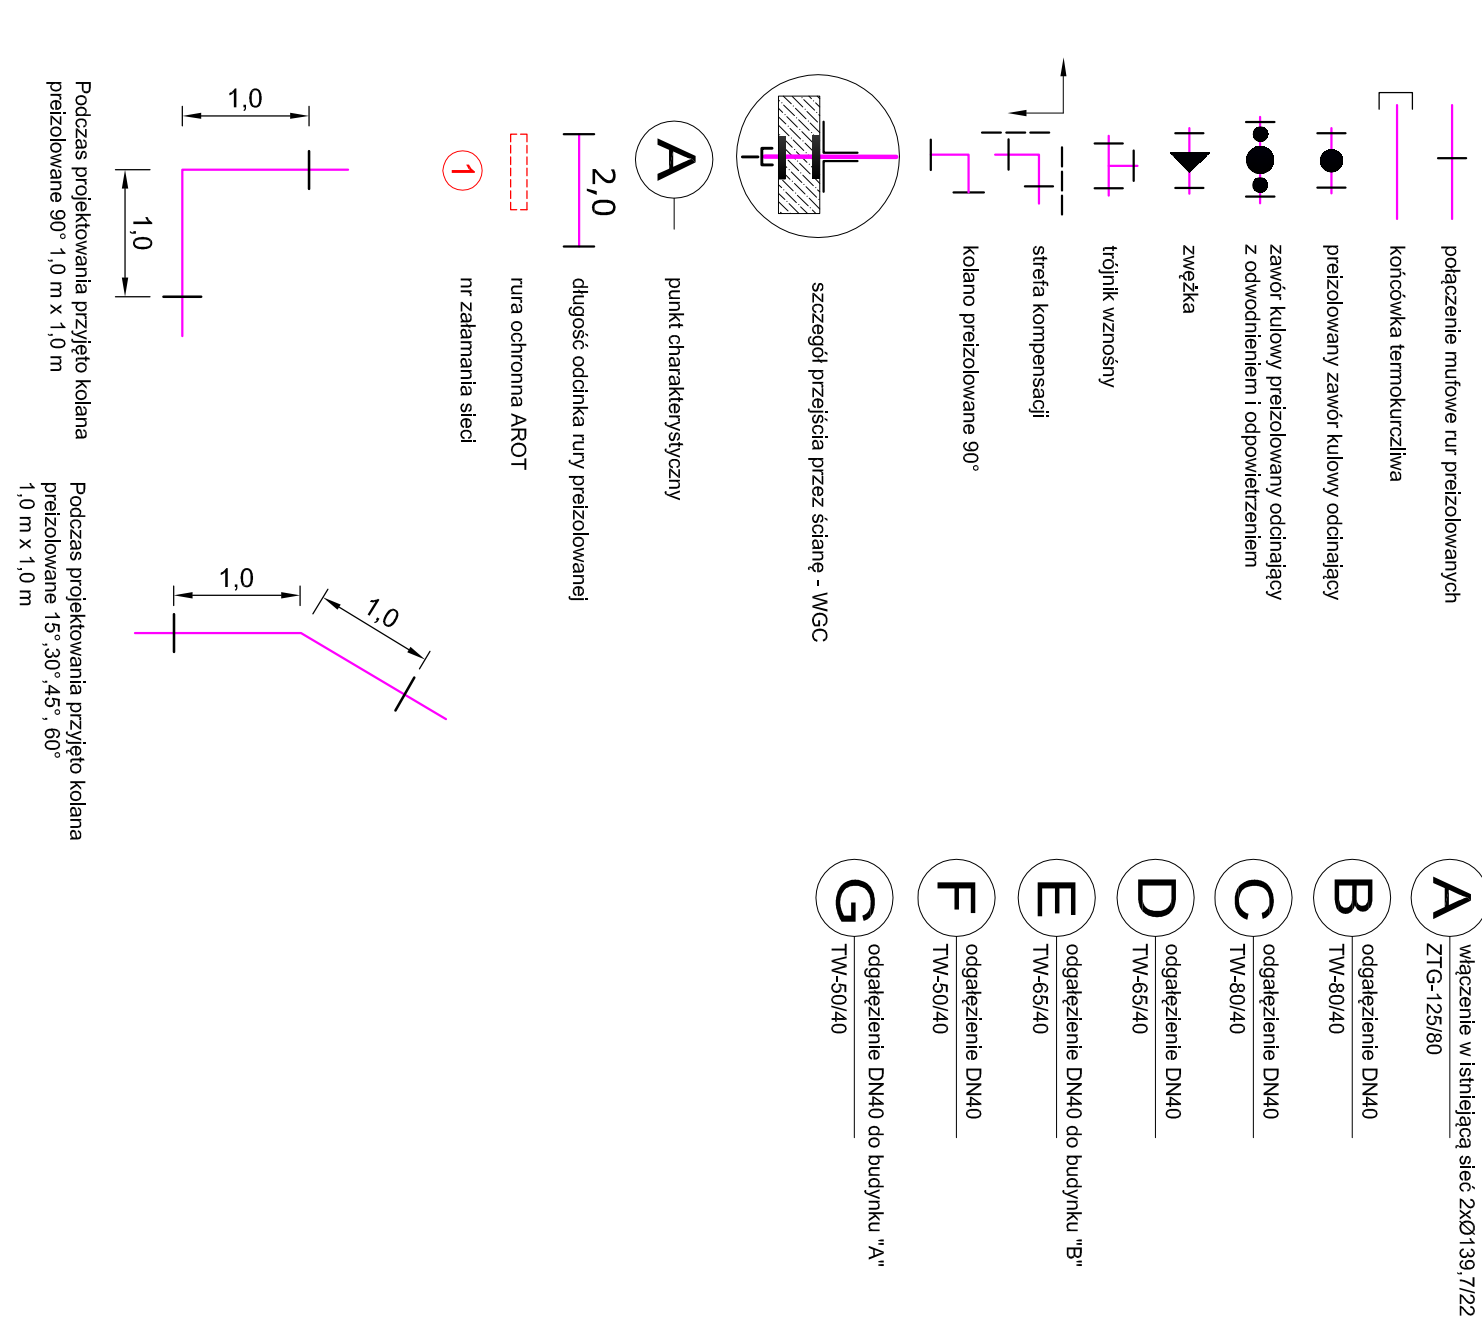 połączenie mufowe rur preizolowanych
końcówka termokurczliwa
preizolowany zawór kulowy odcinający
zawór kulowy preizolowany odcinający
z odwodnieniem i odpowietrzeniem
zwężka
trójnik wznośny
strefa kompensacji
kolano preizolowane 90°
szczegół przejścia przez ścianę - WGC
A
punkt charakterystyczny
2,0
długość odcinka rury preizolowanej
rura ochronna AROT
1
nr załamania sieci
1,0
1,0
Podczas projektowania przyjęto kolana
preizolowane 90° 1,0 m x 1,0 m
1,0
1,0
Podczas projektowania przyjęto kolana
preizolowane 15°,30°,45°, 60°
1,0 m x 1,0 m
A
włączenie w istniejącą sieć 2xØ139,7/22
ZTG-125/80
B
odgałęzienie DN40
TW-80/40
C
odgałęzienie DN40
TW-80/40
D
odgałęzienie DN40
TW-65/40
E
odgałęzienie DN40 do budynku "B"
TW-65/40
F
odgałęzienie DN40
TW-50/40
G
odgałęzienie DN40 do budynku "A"
TW-50/40